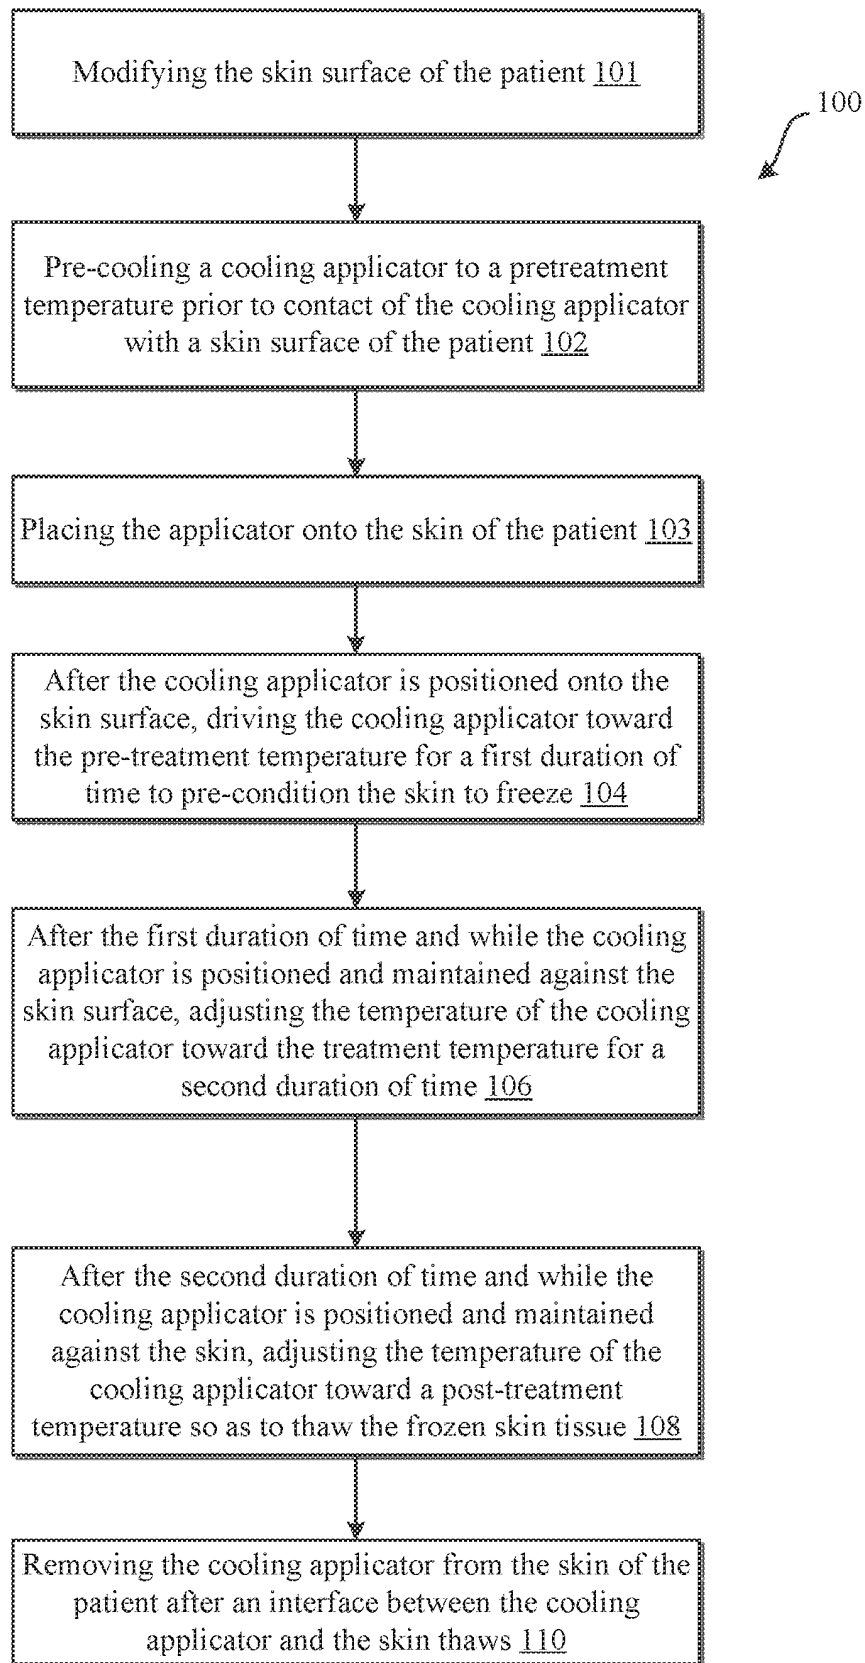 Modifying the skin surface of the patient 101
100
Pre-cooling a cooling applicator to a pretreatment
temperature prior to contact of the cooling applicator
with a skin surface of the patient 102
Placing the applicator onto the skin of the patient 103
After the cooling applicator is positioned onto the
skin surface, driving the cooling applicator toward
the pre-treatment temperature for a first duration of
time to pre-condition the skin to freeze 104
After the first duration of time and while the cooling
applicator is positioned and maintained against the
skin surface, adjusting the temperature of the cooling
applicator toward the treatment temperature for a
second duration of time 106
After the second duration of time and while the
cooling applicator is positioned and maintained
against the skin, adjusting the temperature of the
cooling applicator toward a post-treatment
temperature so as to thaw the frozen skin tissue 108
Removing the cooling applicator from the skin of the
patient after an interface between the cooling
applicator and the skin thaws 110